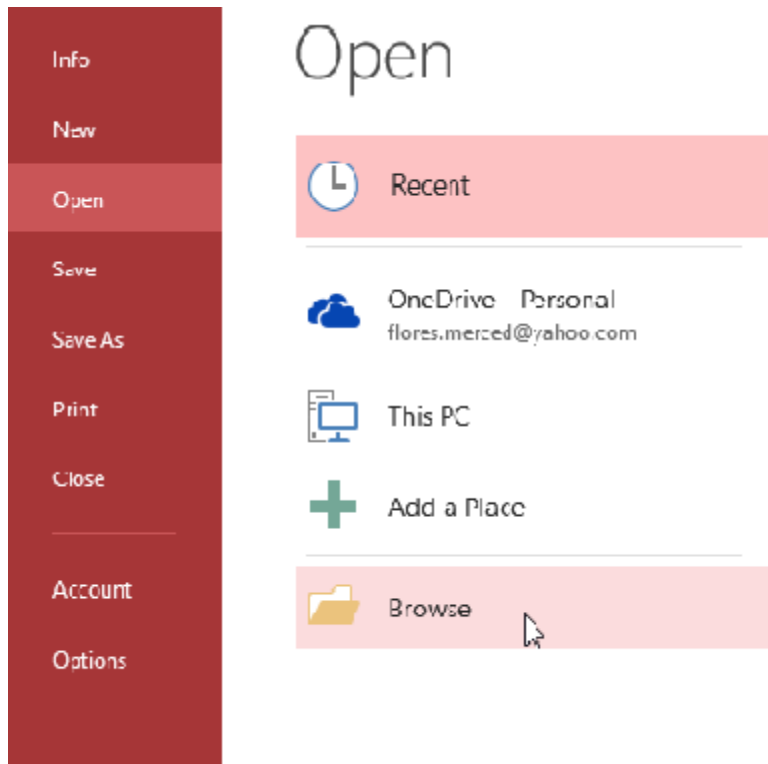 Info
New
Open
Save
Save As
Print
Close
Account
Options
Open
Recent
OneDrive - Personal
flores.merced@yahoo.com
This PC
Add a Place
Browse